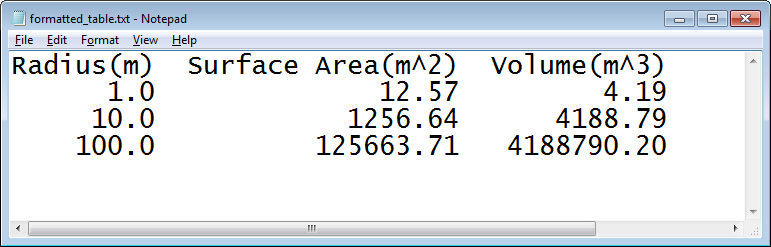 formatted_table.txt - Notepad
File Edit Format View Help
Radius(m)  Surface Area(m^2)  Volume(m^3)
      1.0              12.57         4.19
     10.0            1256.64      4188.79
    100.0          125663.71   4188790.20